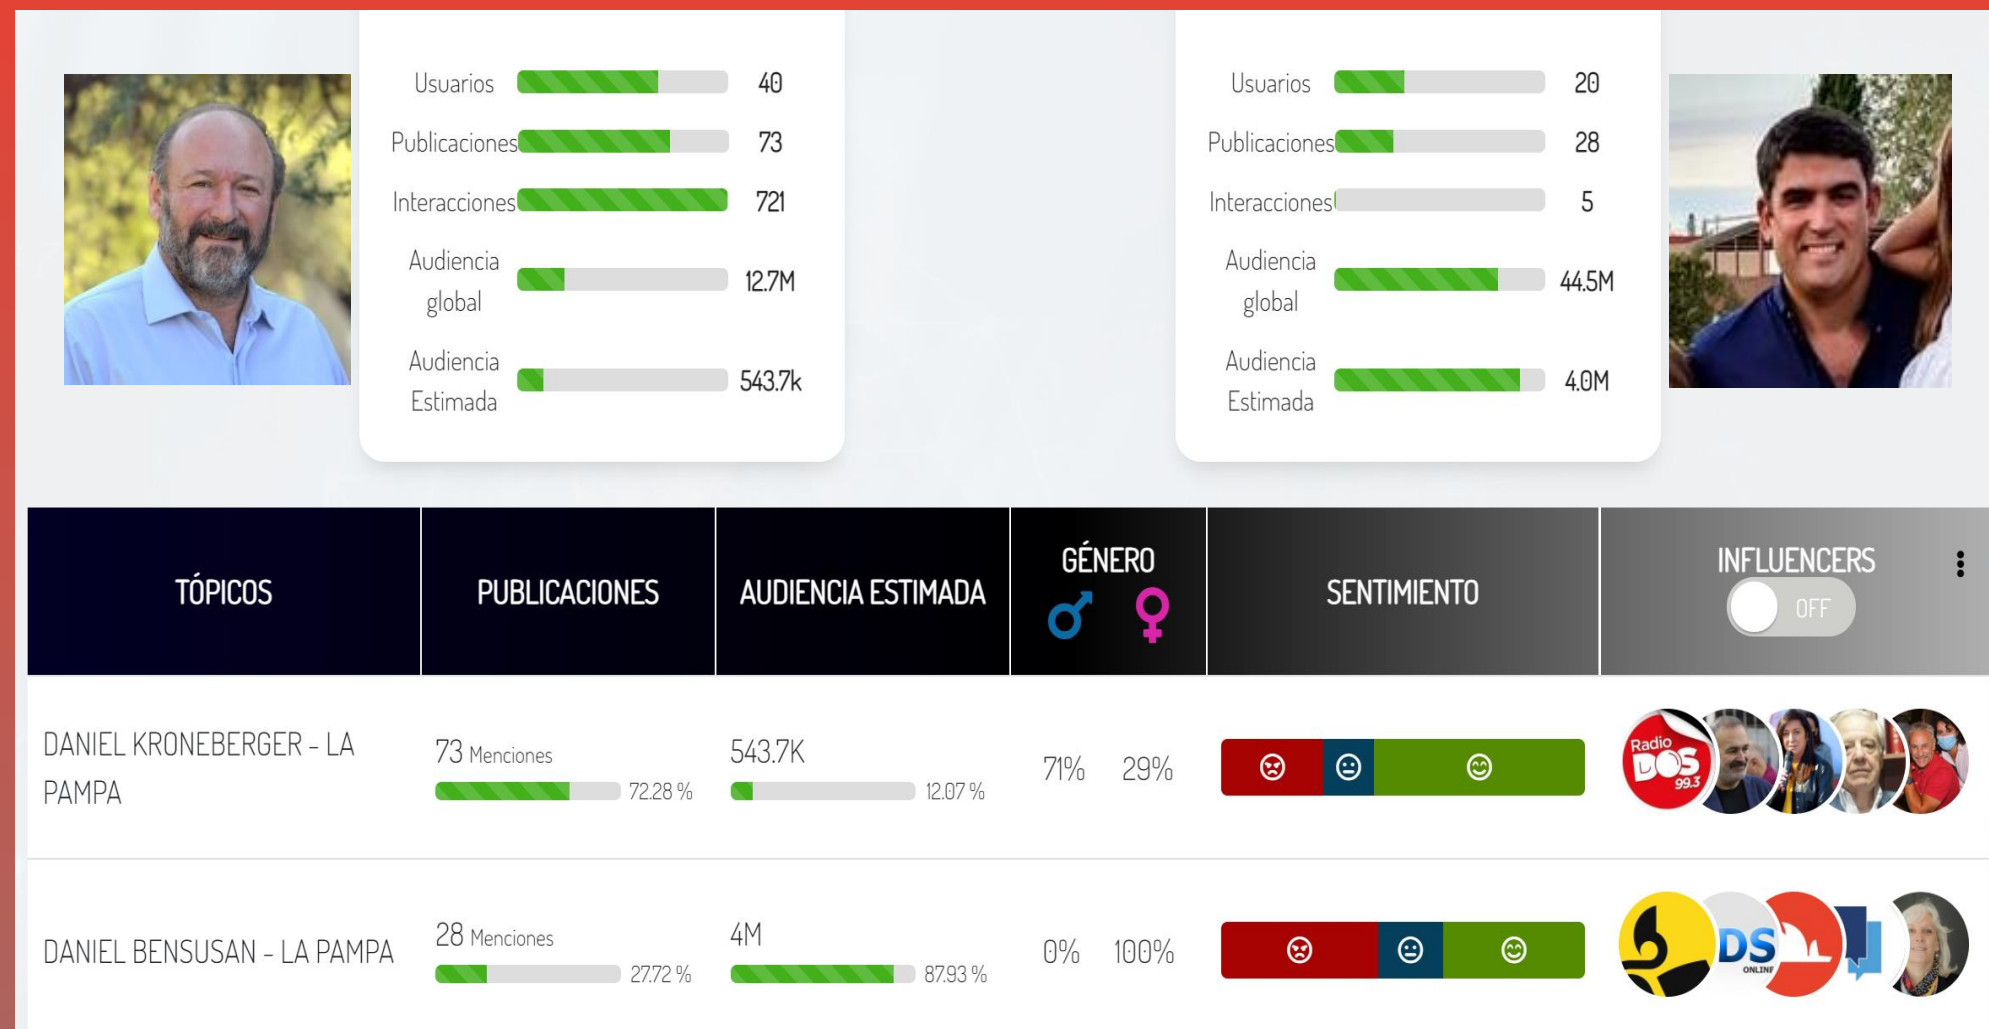 Usuarios 40
Publicaciones 73
Interacciones 721
Audiencia
global 12.7M
Audiencia
Estimada 543.7k
Usuarios 20
Publicaciones 28
Interacciones 5
Audiencia
global 44.5M
Audiencia
Estimada 4.0M
TÓPICOS PUBLICACIONES AUDIENCIA ESTIMADA GÉNERO SENTIMIENTO INFLUENCERS
OFF
DANIEL KRONEBERGER - LA
PAMPA
73 Menciones
72.28 %
543.7K
12.07 %
71% 29%
Radio
DOS
99.3
DANIEL BENSUSAN - LA PAMPA
28 Menciones
27.72 %
4M
87.93 %
0% 100%
DS
ONLINE